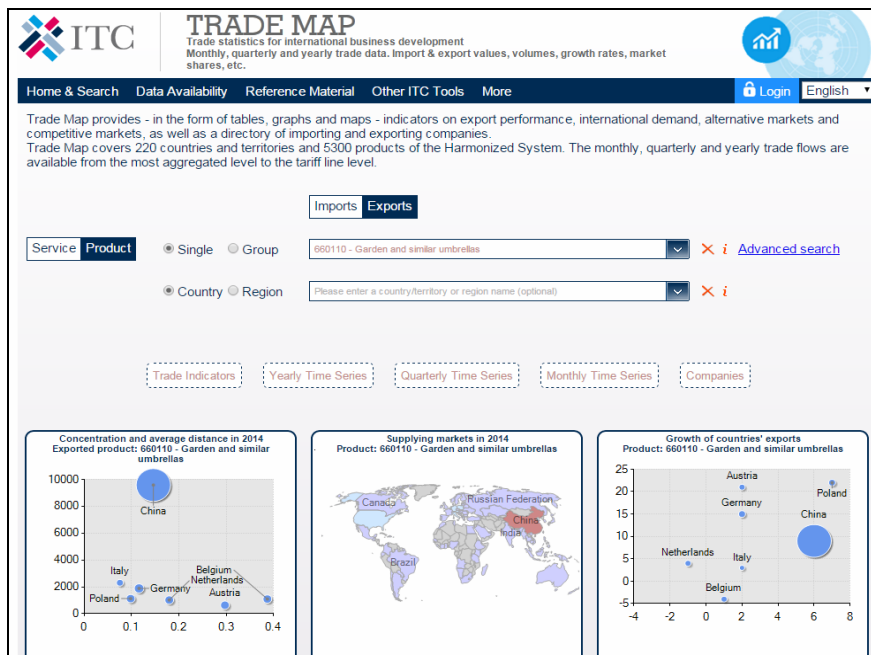 ITC
TRADE MAP
Trade statistics for international business development
Monthly, quarterly and yearly trade data. Import & export values, volumes, growth rates, market
shares, etc.
Home & Search Data Availability Reference Material Other ITC Tools More Login English
Trade Map provides - in the form of tables, graphs and maps - indicators on export performance, international demand, alternative markets and
competitive markets, as well as a directory of importing and exporting companies.
Trade Map covers 220 countries and territories and 5300 products of the Harmonized System. The monthly, quarterly and yearly trade flows are
available from the most aggregated level to the tariff line level.
Imports Exports
Service Product Single Group 660110 - Garden and similar umbrellas i Advanced search
Country Region Please enter a country/territory or region name (optional) i
Trade Indicators Yearly Time Series Quarterly Time Series Monthly Time Series Companies
Concentration and average distance in 2014
Exported product: 660110 - Garden and similar
umbrellas
10000
8000
6000
4000
2000
0
0 0.1 0.2 0.3 0.4
China
Italy
Poland
Germany
Belgium
Netherlands
Austria
Supplying markets in 2014
Product: 660110 - Garden and similar umbrellas
Canada
Russian Federation
China
India
Brazil
Growth of countries' exports
Product: 660110 - Garden and similar umbrellas
25
20
15
10
5
0
-5
-4 -2 0 2 4 6 8
Austria
Poland
Germany
China
Netherlands
Italy
Belgium